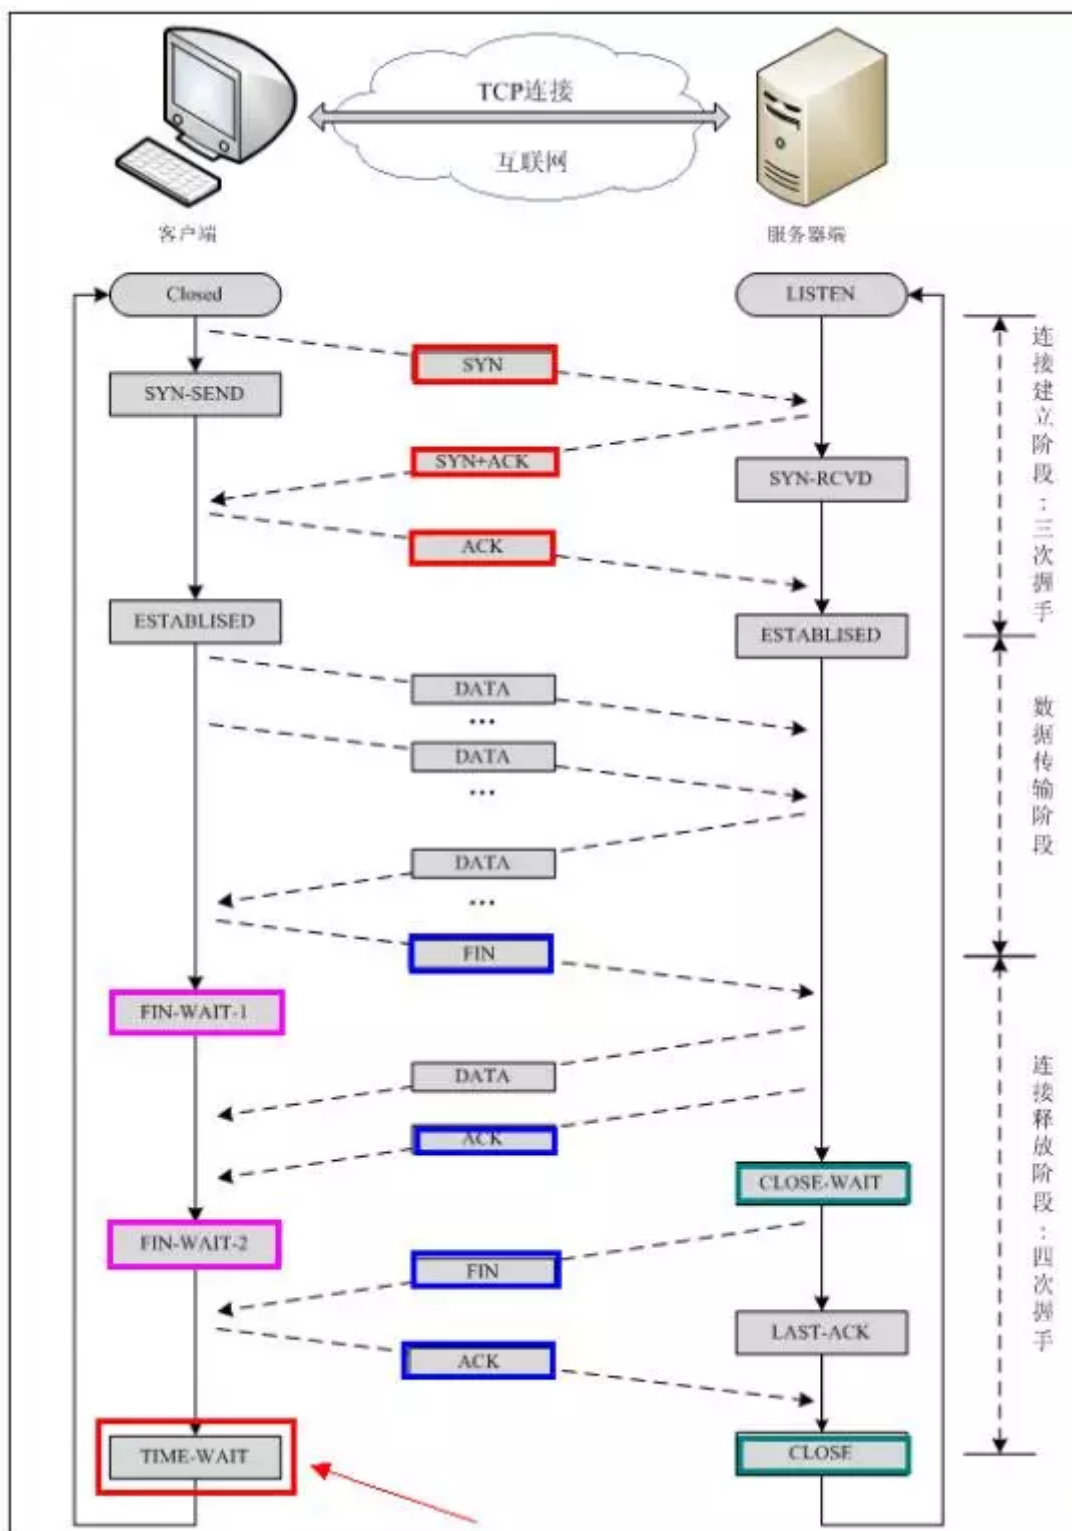 TCP连接
互联网
客户端
服务器端
Closed
LISTEN
SYN
SYN-SEND
SYN+ACK
SYN-RCVD
ACK
ESTABLISED
ESTABLISED
连接建立阶段：三次握手
DATA
...
DATA
...
DATA
...
数据传输阶段
FIN
FIN-WAIT-1
DATA
ACK
CLOSE-WAIT
FIN-WAIT-2
FIN
LAST-ACK
ACK
连接释放阶段：四次握手
TIME-WAIT
CLOSE